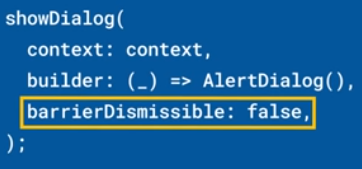 showDialog(
  context: context,
  builder: (_) => AlertDialog(),
  barrierDismissible: false,
);